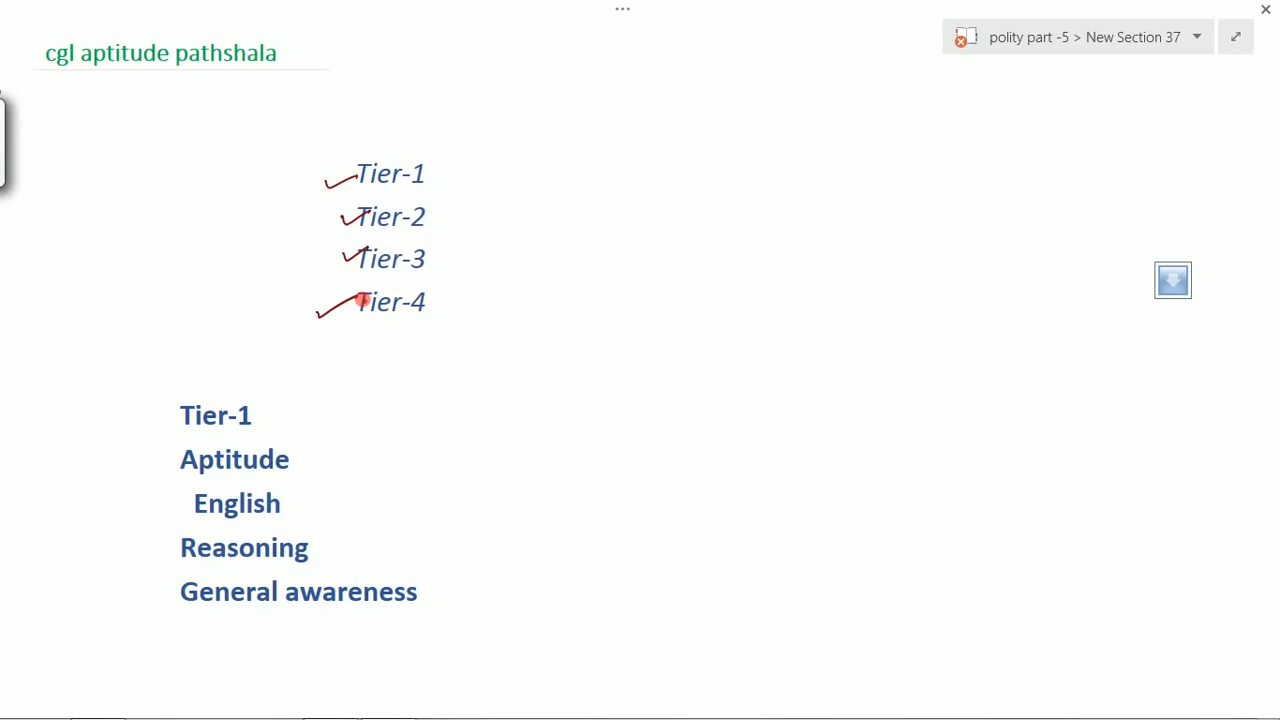 cgl aptitude pathshala
polity part -5 > New Section 37
Tier-1
Tier-2
Tier-3
Tier-4
Tier-1
Aptitude
English
Reasoning
General awareness